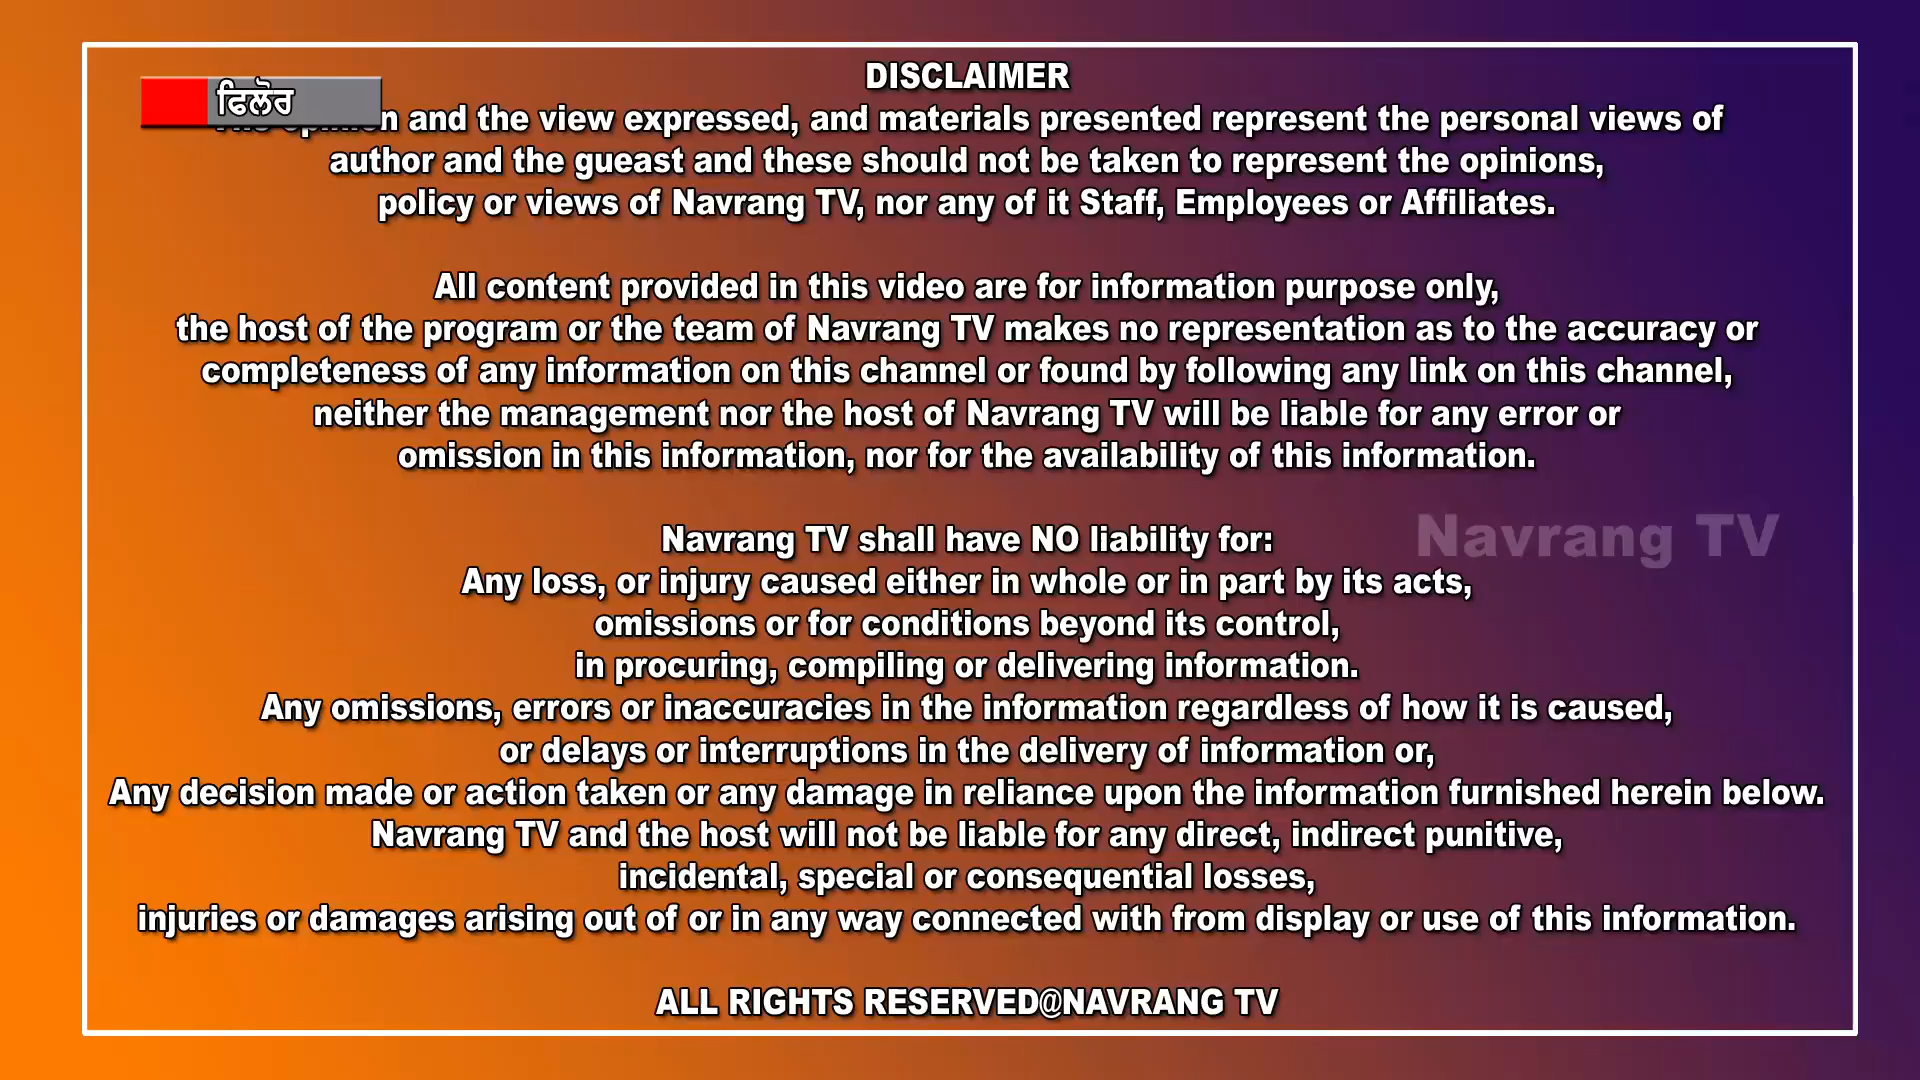 DISCLAIMER
ਫਿਲੌਰ
and the view expressed, and materials presented represent the personal views of
author and the gueast and these should not be taken to represent the opinions,
policy or views of Navrang TV, nor any of it Staff, Employees or Affiliates.
All content provided in this video are for information purpose only,
the host of the program or the team of Navrang TV makes no representation as to the accuracy or
completeness of any information on this channel or found by following any link on this channel,
neither the management nor the host of Navrang TV will be liable for any error or
omission in this information, nor for the availability of this information.
Navrang TV shall have NO liability for:
Navrang TV
Any loss, or injury caused either in whole or in part by its acts,
omissions or for conditions beyond its control,
in procuring, compiling or delivering information.
Any omissions, errors or inaccuracies in the information regardless of how it is caused,
or delays or interruptions in the delivery of information or,
Any decision made or action taken or any damage in reliance upon the information furnished herein below.
Navrang TV and the host will not be liable for any direct, indirect punitive,
incidental, special or consequential losses,
injuries or damages arising out of or in any way connected with from display or use of this information.
ALL RIGHTS RESERVED@NAVRANG TV